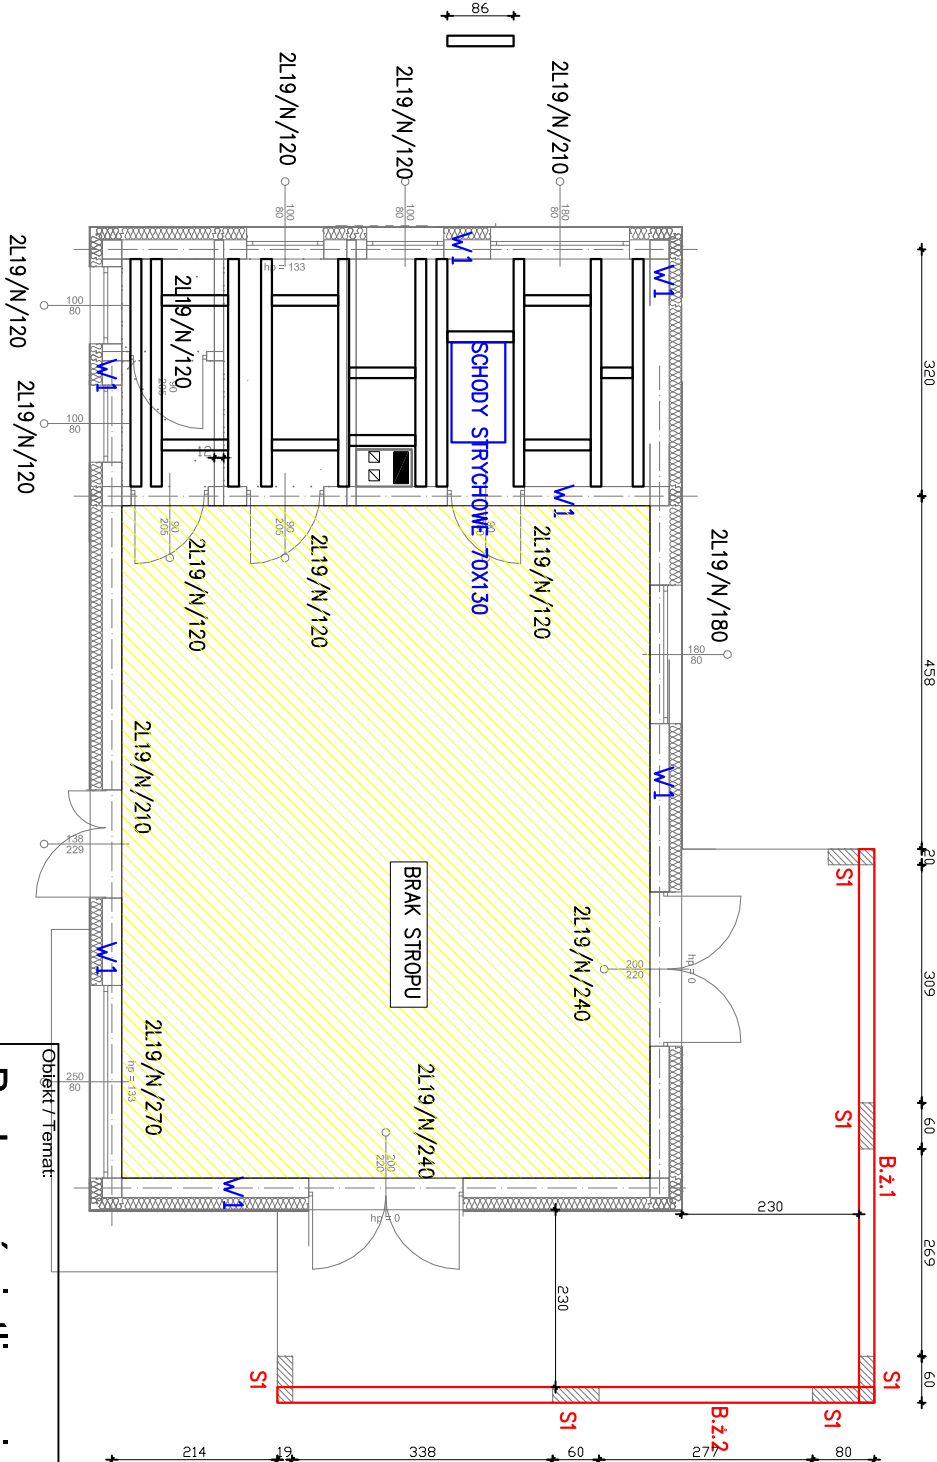 86
2L19/N/120
2L19/N/120
2L19/N/210
100
80
100
80
180
80
W1
W1
hp = 133
2L19/N/120
100
80
2L19/N/120
90
205
W1
SCHODY STRYCHOWE 70X130
320
2L19/N/120
100
80
12
W1
90
205
90
205
2L19/N/120
2L19/N/120
2L19/N/120
2L19/N/180
180
80
458
2L19/N/210
W1
138
229
20
S1
BRAK STROPU
2L19/N/240
200
220
hp = 0
W1
309
2L19/N/270
250
80
hp = 133
2L19/N/240
200
220
S1
60
B.ż.1
W1
hp = 0
230
230
269
Obiekt / Temat:
S1
S1
S1
S1
60
B.ż.2
214
19
338
60
277
80